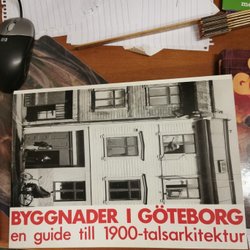 BYGGNADER I GÖTEBORG
en guide till 1900-talsarkitektur